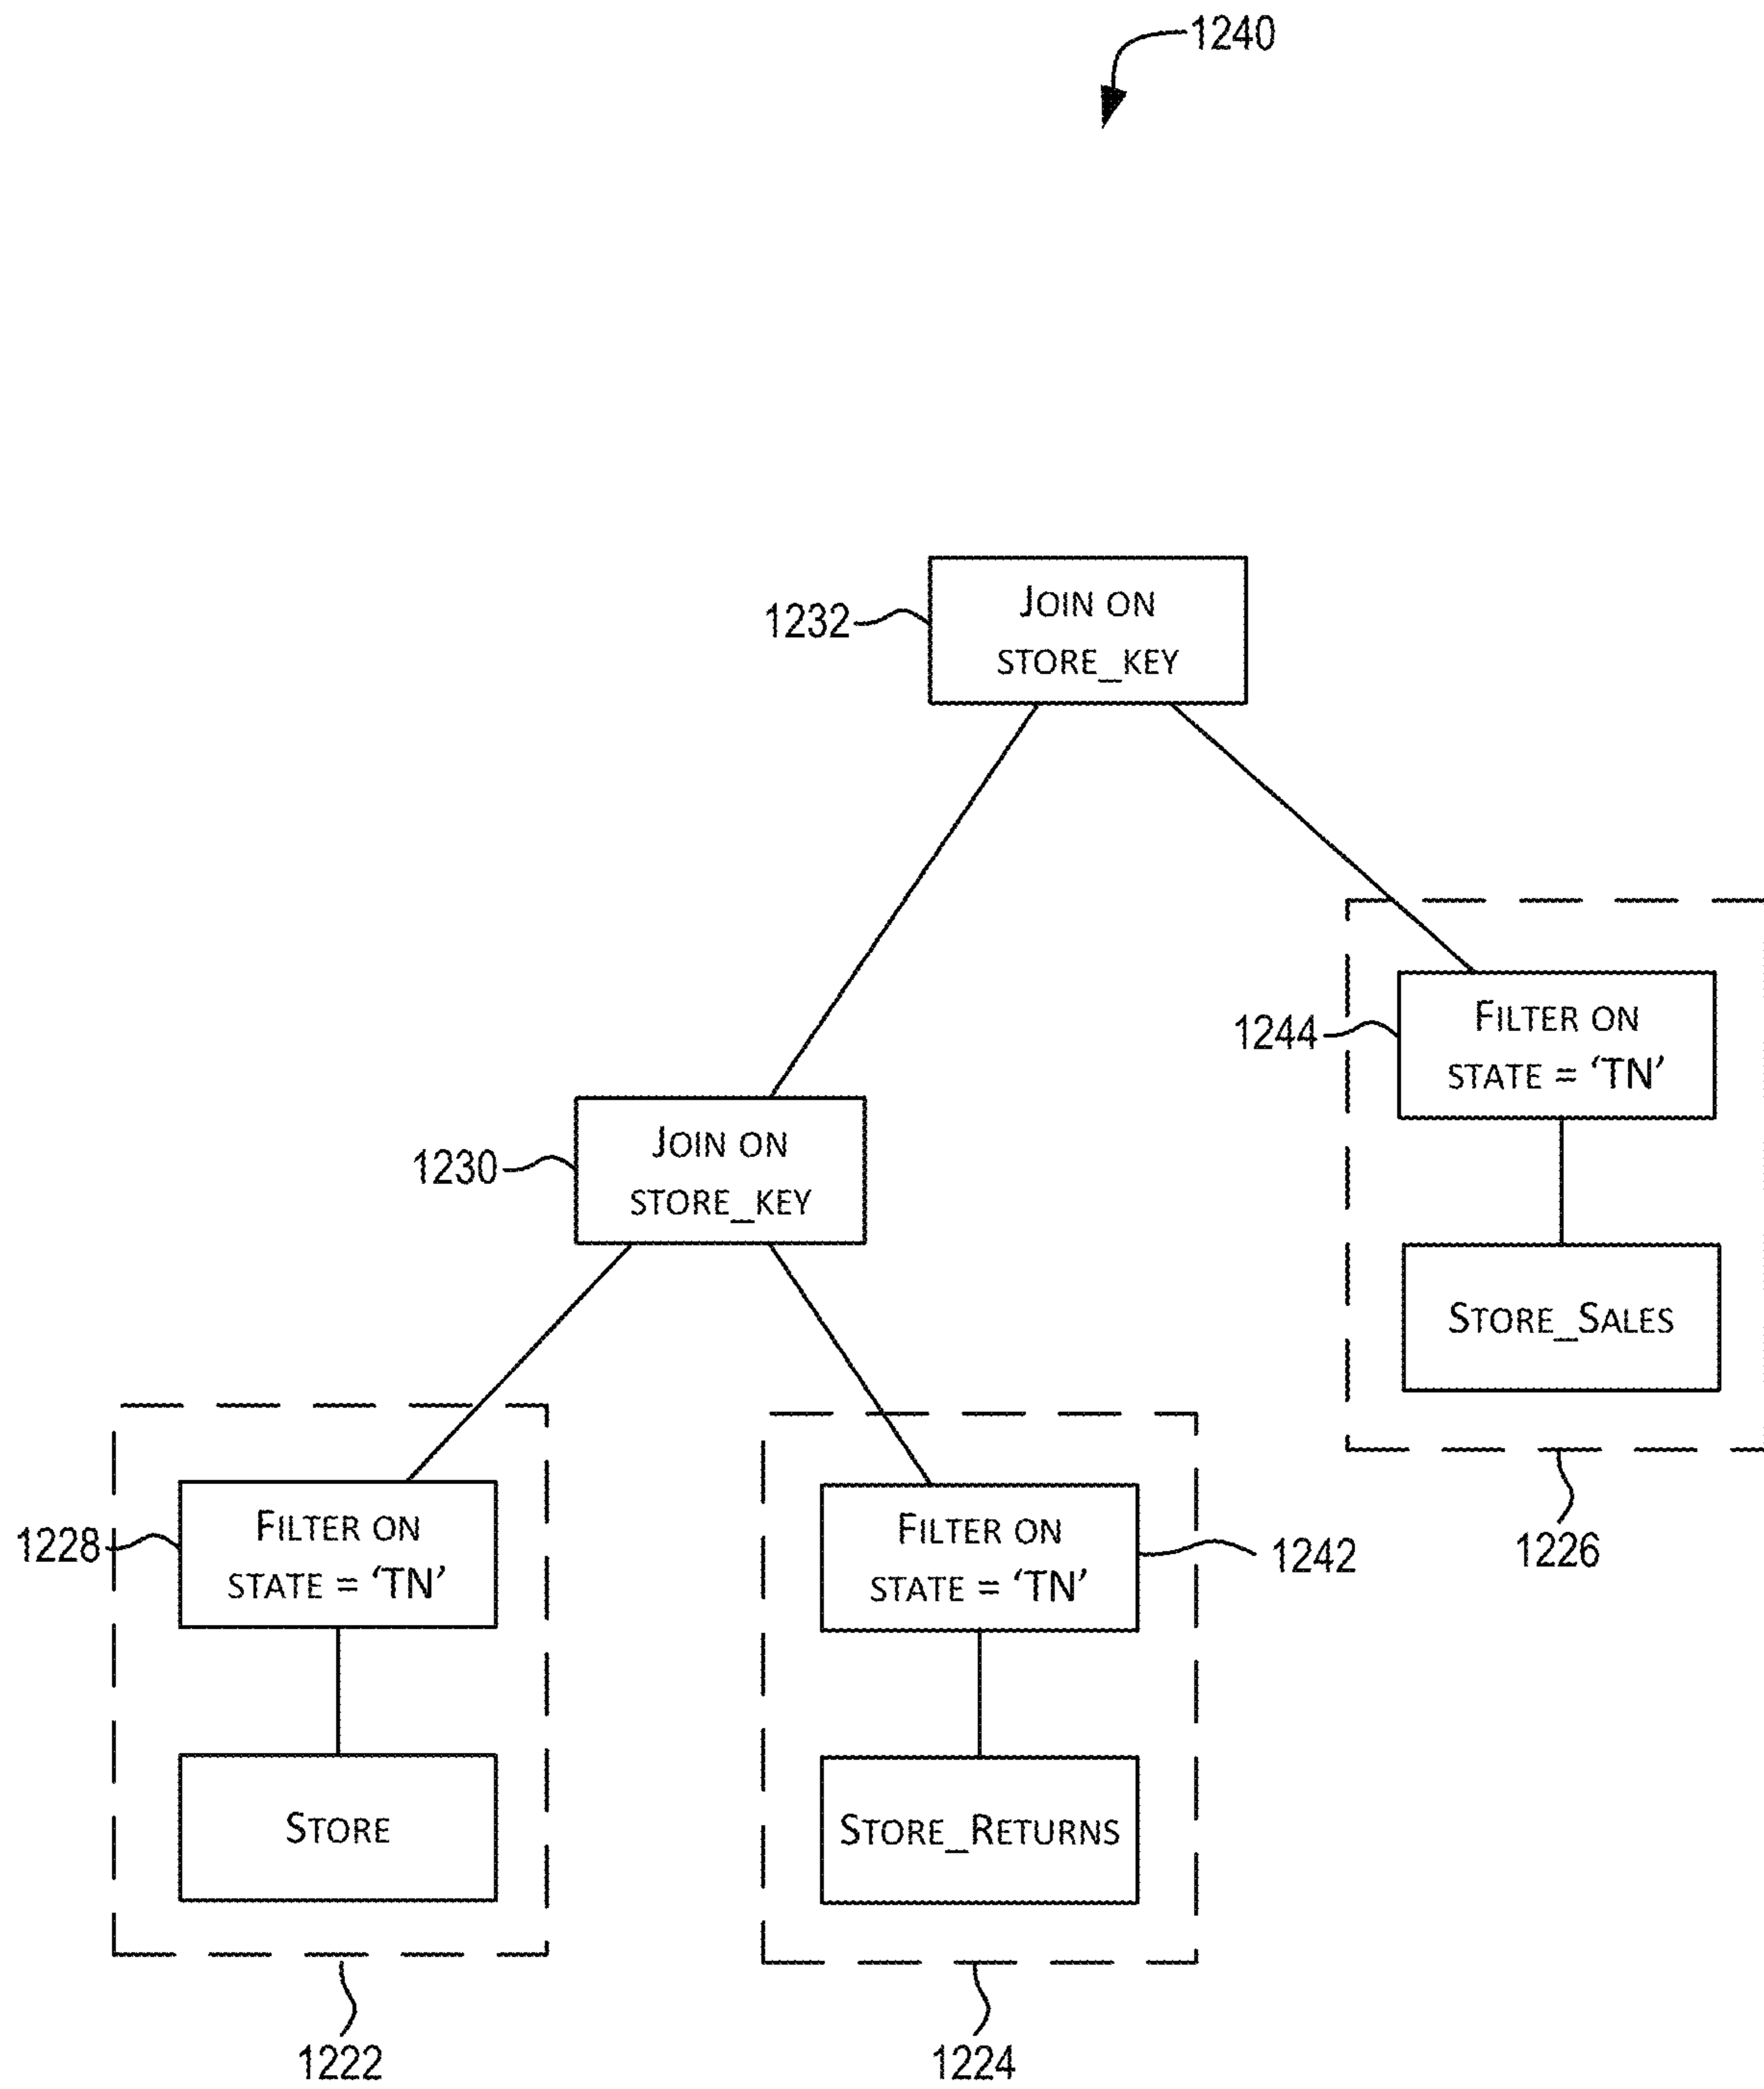 1240
JOIN ON
STORE_KEY
1232
FILTER ON
STATE = ‘TN’
1244
JOIN ON
STORE_KEY
1230
STORE_SALES
FILTER ON
STATE = ‘TN’
1228
FILTER ON
STATE = ‘TN’
1242
1226
STORE
STORE_RETURNS
1222
1224